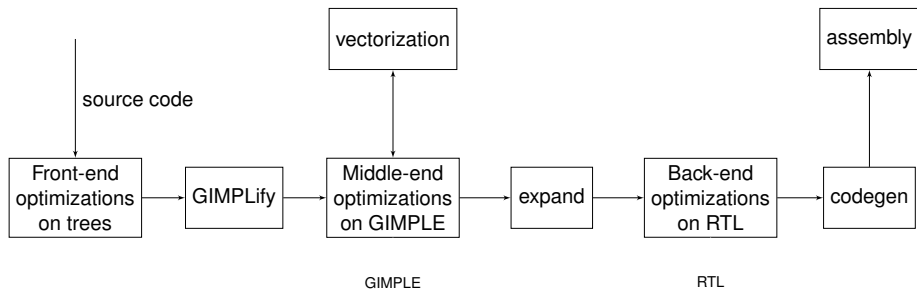 vectorization
assembly
source code
Front-end
optimizations
on trees
GIMPLify
Middle-end
optimizations
on GIMPLE
expand
Back-end
optimizations
on RTL
codegen
GIMPLE
RTL